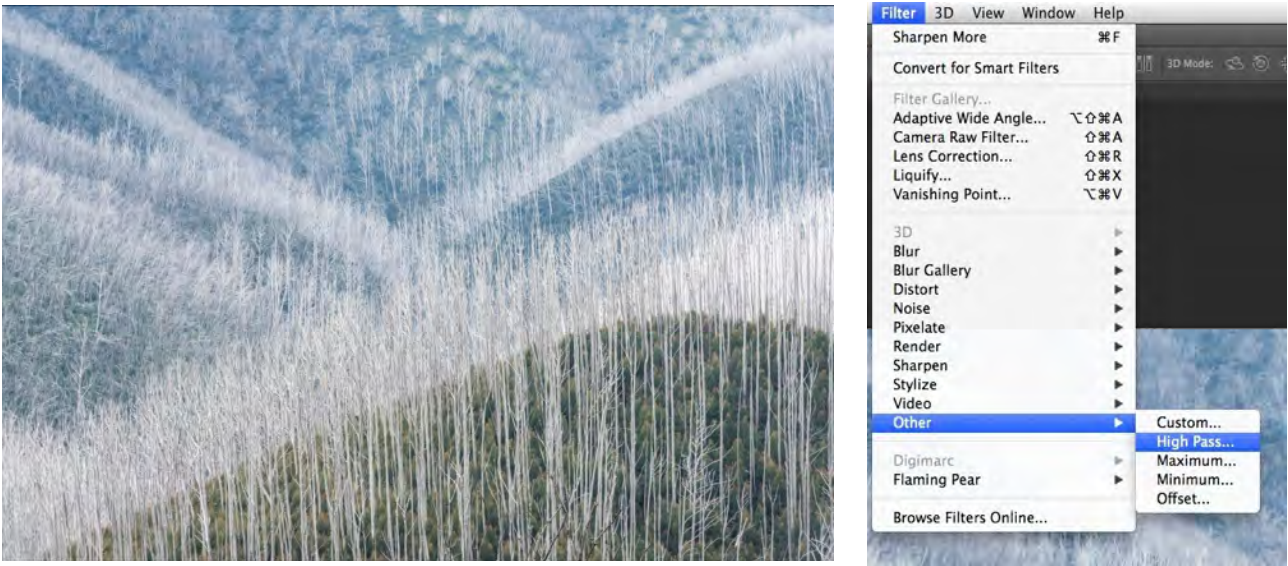 Filter 3D View Window Help
Sharpen More ⌘F
3D Mode:
Convert for Smart Filters
Filter Gallery...
Adaptive Wide Angle... ⌥⇧⌘A
Camera Raw Filter... ⇧⌘A
Lens Correction... ⇧⌘R
Liquify... ⇧⌘X
Vanishing Point... ⌥⌘V
3D
Blur
Blur Gallery
Distort
Noise
Pixelate
Render
Sharpen
Stylize
Video
Other
Custom...
High Pass...
Maximum...
Minimum...
Offset...
Digimarc
Flaming Pear
Browse Filters Online...